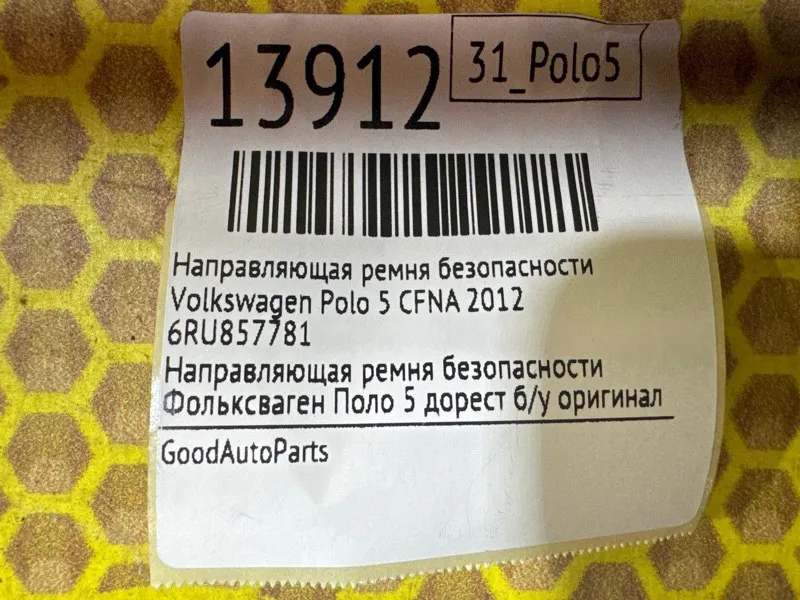 13912
31_Polo5
Направляющая ремня безопасности
Volkswagen Polo 5 CFNA 2012
6RU857781
Направляющая ремня безопасности
Фольксваген Поло 5 дорест б/у оригинал
GoodAutoParts